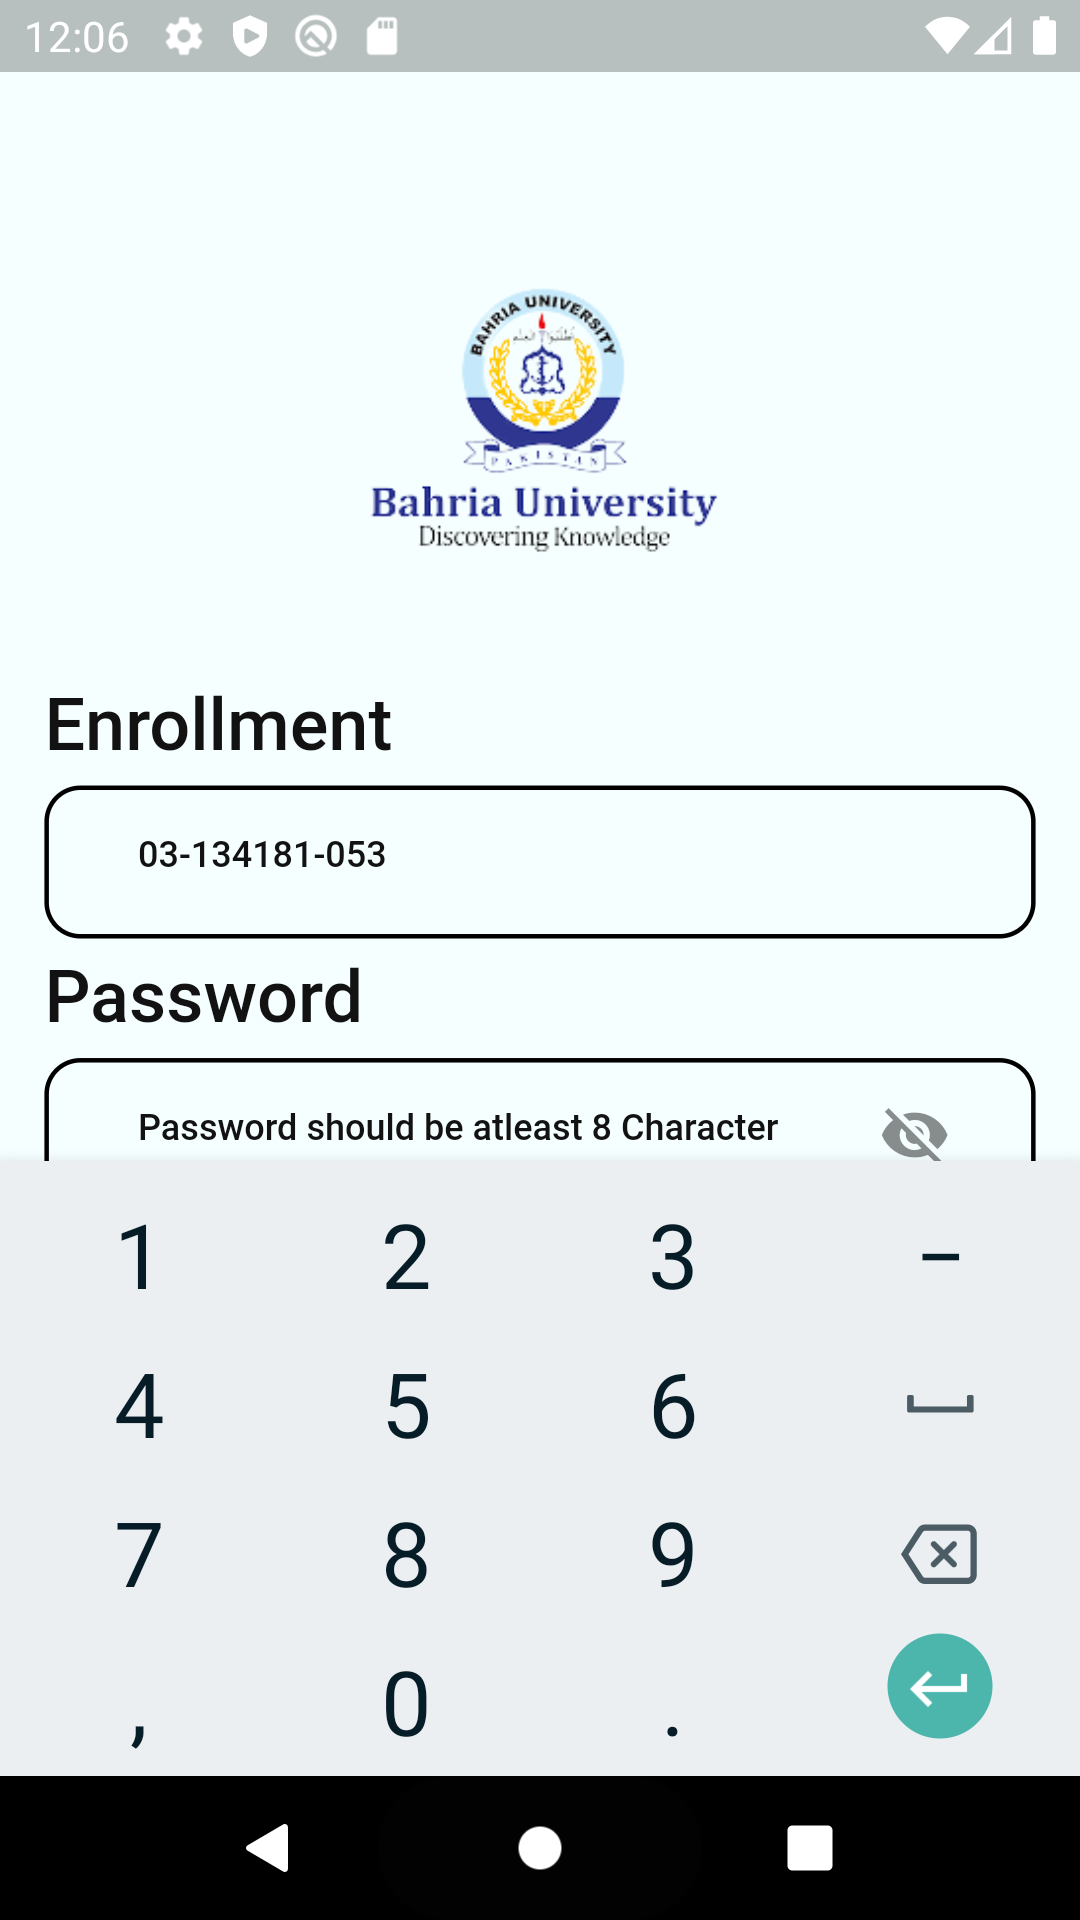 12:06
BAHRIA UNIVERSITY
PAKISTAN
Bahria University
Discovering Knowledge
Enrollment
03-134181-053
Password
Password should be atleast 8 Character
1 2 3 –
4 5 6
7 8 9
, 0 .